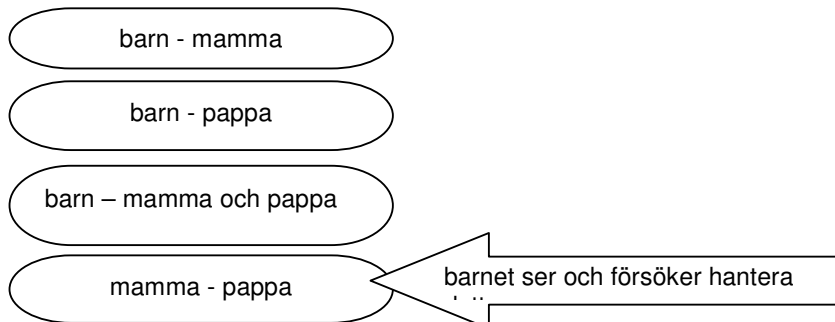 barn - mamma
barn - pappa
barn – mamma och pappa
mamma - pappa
barnet ser och försöker hantera